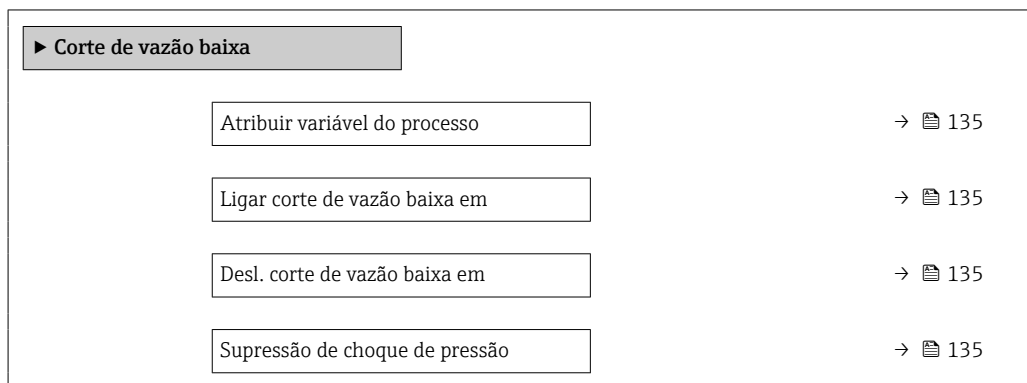 ▶ Corte de vazão baixa
Atribuir variável do processo → 135
Ligar corte de vazão baixa em → 135
Desl. corte de vazão baixa em → 135
Supressão de choque de pressão → 135